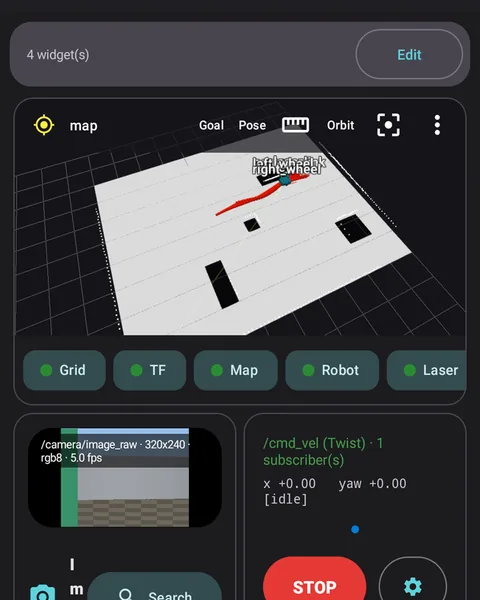 4 widget(s)
Edit
map
Goal
Pose
Orbit
right_wheel
Grid
TF
Map
Robot
Laser
/camera/image_raw · 320x240 ·
rgb8 · 5.0 fps
/cmd_vel (Twist) · 1
subscriber(s)
x +0.00 yaw +0.00
[idle]
I
m
Search
STOP